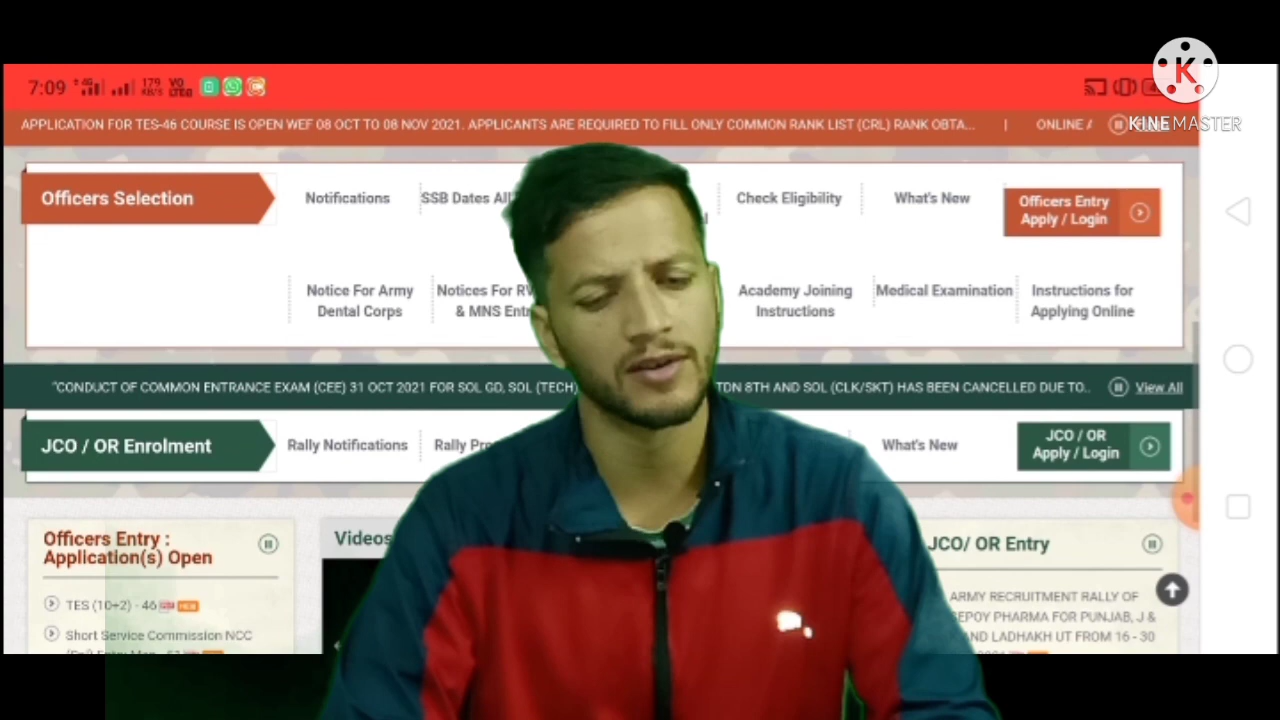 7:09
179
KB/S
KINEMASTER
APPLICATION FOR TES-46 COURSE IS OPEN WEF 08 OCT TO 08 NOV 2021. APPLICANTS ARE REQUIRED TO FILL ONLY COMMON RANK LIST (CRL) RANK OBTA... | ONLINE
Officers Selection
Notifications
SSB Dates
Check Eligibility
What's New
Officers Entry
Apply / Login
Notice For Army
Dental Corps
Notices For
& MNS
Academy Joining
Instructions
Medical Examination
Instructions for
Applying Online
"CONDUCT OF COMMON ENTRANCE EXAM (CEE) 31 OCT 2021 FOR SOL GD, SOL (TECH) TDN 8TH AND SOL (CLK/SKT) HAS BEEN CANCELLED DUE TO..
View All
JCO / OR Enrolment
Rally Notifications
Rally
What's New
JCO / OR
Apply / Login
Officers Entry :
Application(s) Open
TES (10+2) - 46 NEW
Short Service Commission NCC
Videos
JCO/ OR Entry
ARMY RECRUITMENT RALLY OF
SEPOY PHARMA FOR PUNJAB, J &
AND LADHAKH UT FROM 16 - 30